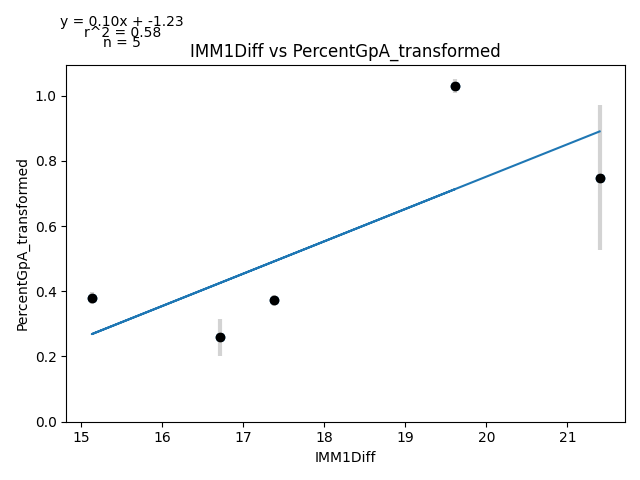 y = 0.10x + -1.23
r^2 = 0.58
n = 5
IMM1Diff vs PercentGpA_transformed
PercentGpA_transformed
1.0
0.8
0.6
0.4
0.2
0.0
15 16 17 18 19 20 21
IMM1Diff